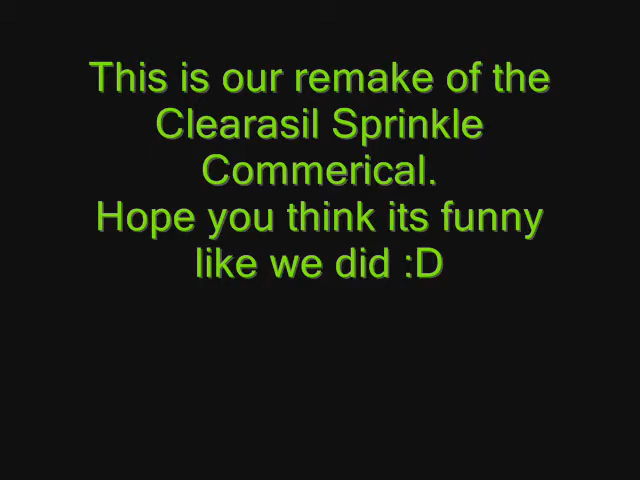 This is our remake of the
Clearasil Sprinkle
Commerical.
Hope you think its funny
like we did :D